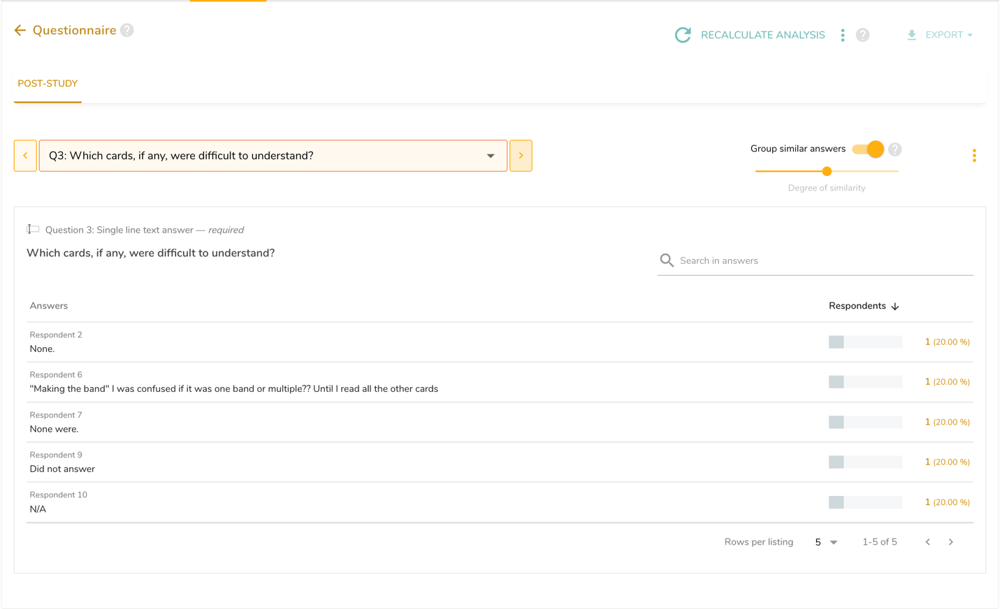 Questionnaire ?
RECALCULATE ANALYSIS ? EXPORT
POST-STUDY
Q3: Which cards, if any, were difficult to understand?
Group similar answers ?
Degree of similarity
Question 3: Single line text answer — required
Which cards, if any, were difficult to understand?
Search in answers
Answers Respondents
Respondent 2
None. 1 (20.00 %)
Respondent 6
"Making the band" I was confused if it was one band or multiple?? Until I read all the other cards 1 (20.00 %)
Respondent 7
None were. 1 (20.00 %)
Respondent 9
Did not answer 1 (20.00 %)
Respondent 10
N/A 1 (20.00 %)
Rows per listing 5 1-5 of 5